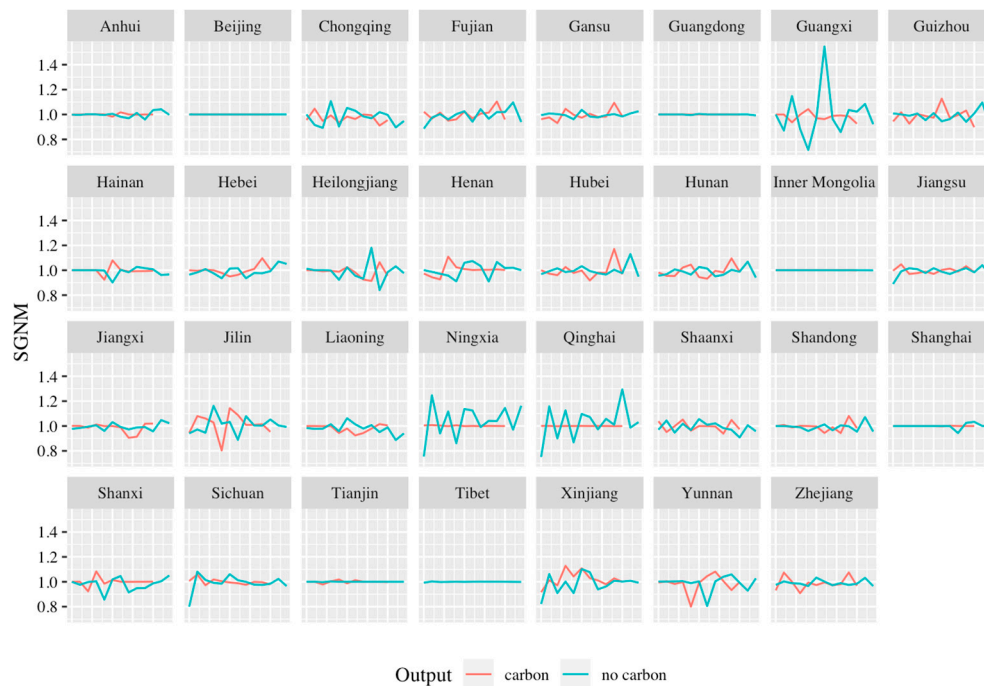 Anhui Beijing Chongqing Fujian Gansu Guangdong Guangxi Guizhou
1.4
1.2
1.0
0.8
Hainan Hebei Heilongjiang Henan Hubei Hunan Inner Mongolia Jiangsu
1.4
1.2
1.0
0.8
SGNM
Jiangxi Jilin Liaoning Ningxia Qinghai Shaanxi Shandong Shanghai
1.4
1.2
1.0
0.8
Shanxi Sichuan Tianjin Tibet Xinjiang Yunnan Zhejiang
1.4
1.2
1.0
0.8
Output carbon no carbon